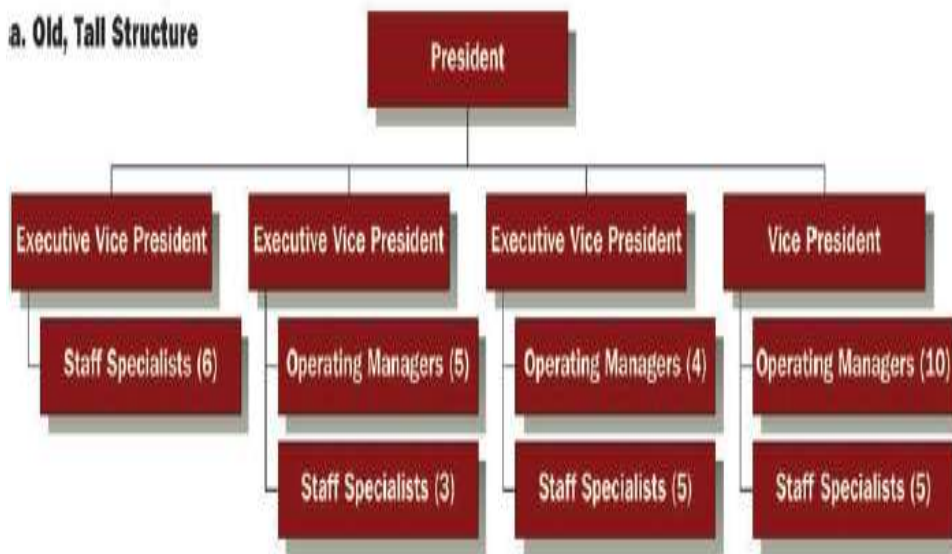 a. Old, Tall Structure
President
Executive Vice President
Executive Vice President
Executive Vice President
Vice President
Staff Specialists (6)
Operating Managers (5)
Operating Managers (4)
Operating Managers (10)
Staff Specialists (3)
Staff Specialists (5)
Staff Specialists (5)